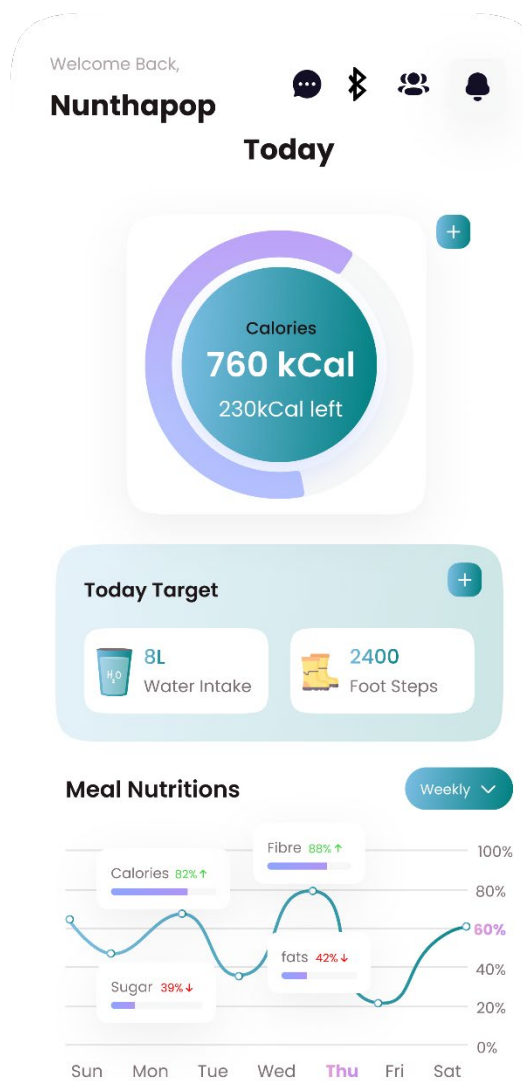 Welcome Back,
Nunthapop
Today
Calories
760 kCal
230kCal left
Today Target
8L
Water Intake
H2O
2400
Foot Steps
Meal Nutritions
Weekly
Fibre 88% ↑
100%
Calories 82% ↑
80%
60%
fats 42% ↓
40%
Sugar 39% ↓
20%
0%
Sun Mon Tue Wed Thu Fri Sat